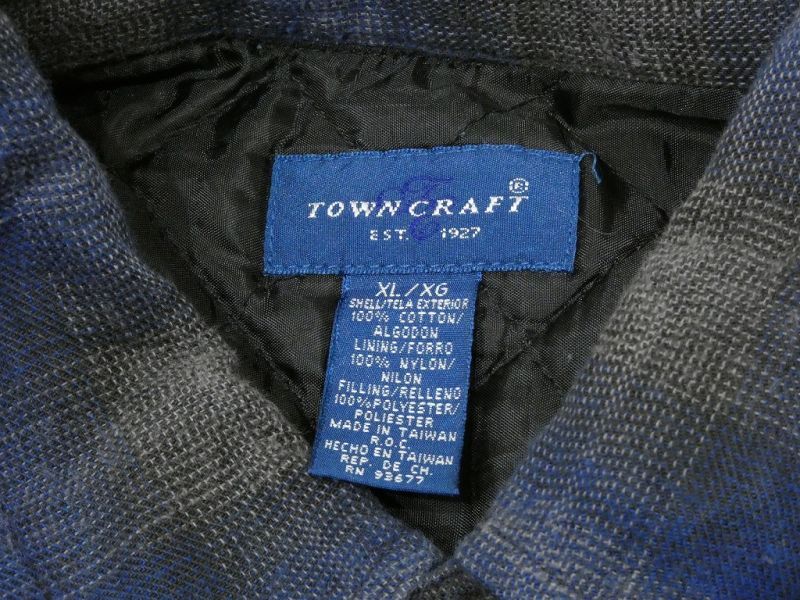 TOWNCRAFT®
EST. 1927
XL/XG
SHELL/TELA EXTERIOR
100% COTTON/
ALGODON
LINING/FORRO
100% NYLON/
NILON
FILLING/RELLENO
100%POLYESTER/
POLIESTER
MADE IN TAIWAN
R.O.C.
HECHO EN TAIWAN
REP. DE CH.
RN 93677